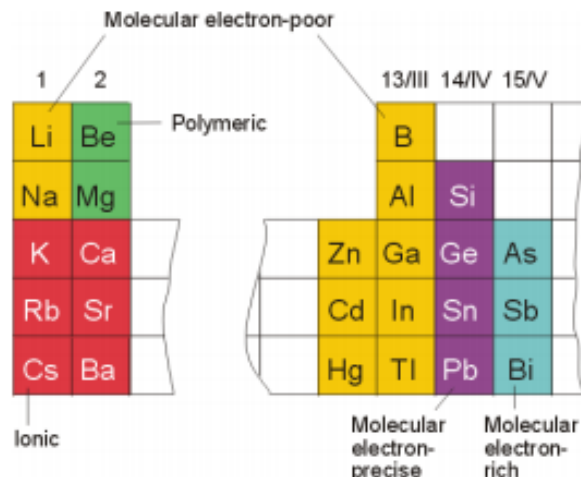 Molecular electron-poor
1 2 13/III 14/IV 15/V
Li Be Polymeric B
Na Mg Al Si
K Ca Zn Ga Ge As
Rb Sr Cd In Sn Sb
Cs Ba Hg Tl Pb Bi
Ionic
Molecular electron-precise
Molecular electron-rich